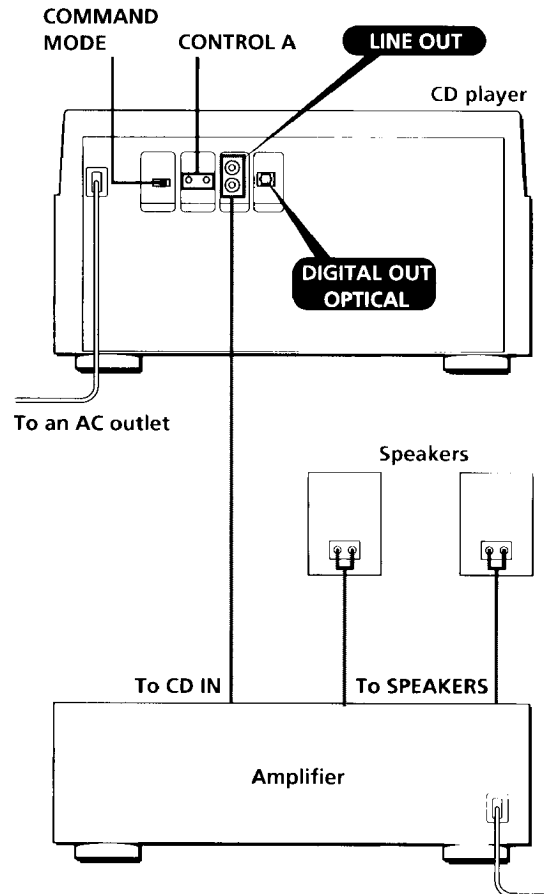 COMMAND
MODE
CONTROL A
LINE OUT
CD player
DIGITAL OUT
OPTICAL
To an AC outlet
Speakers
To CD IN
To SPEAKERS
Amplifier